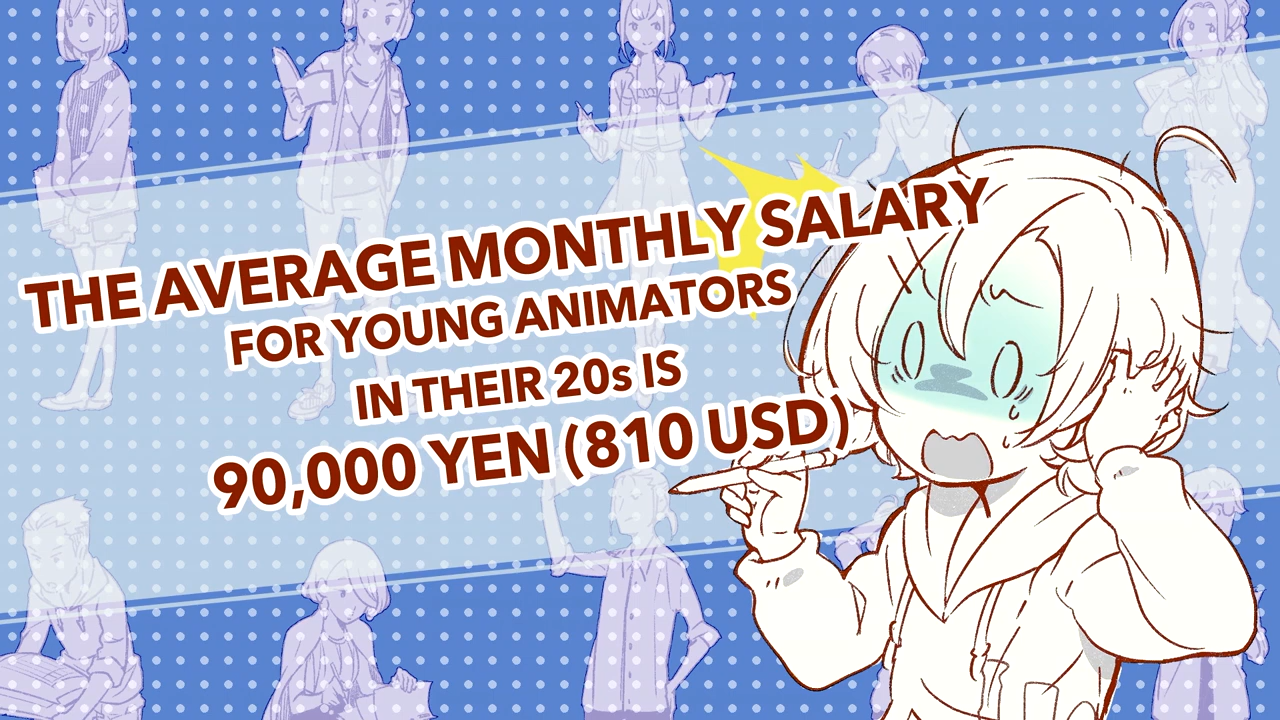 THE AVERAGE MONTHLY SALARY
FOR YOUNG ANIMATORS
IN THEIR 20s IS
90,000 YEN (810 USD)